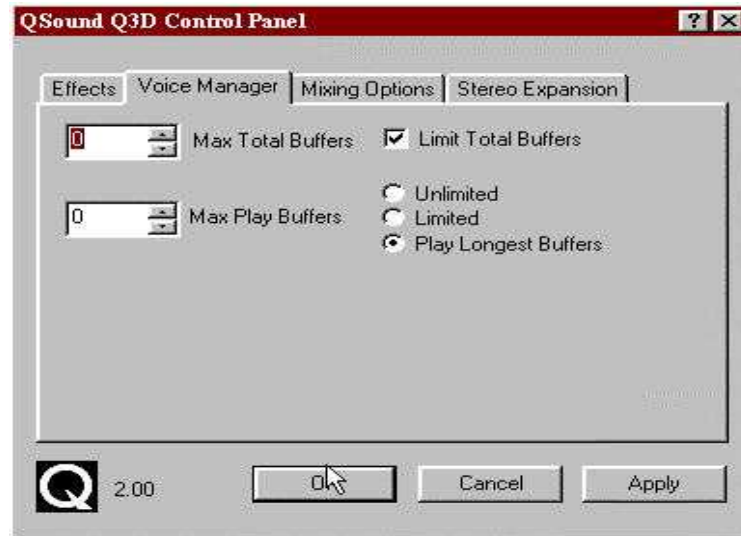 QSound Q3D Control Panel ? ×
Effects Voice Manager Mixing Options Stereo Expansion
0 Max Total Buffers Limit Total Buffers
Unlimited
0 Max Play Buffers Limited
Play Longest Buffers
Q 2.00 Cancel Apply